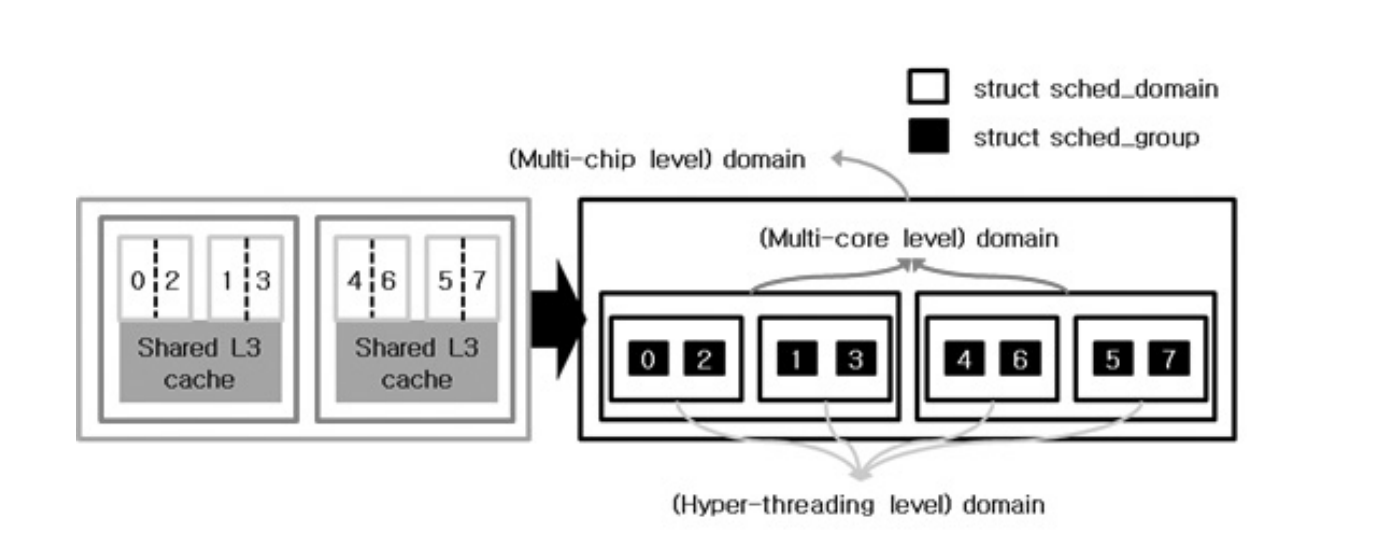 struct sched_domain
struct sched_group
(Multi-chip level) domain
(Multi-core level) domain
0 2 1 3 4 6 5 7
Shared L3
cache
Shared L3
cache
0 2 1 3 4 6 5 7
(Hyper-threading level) domain